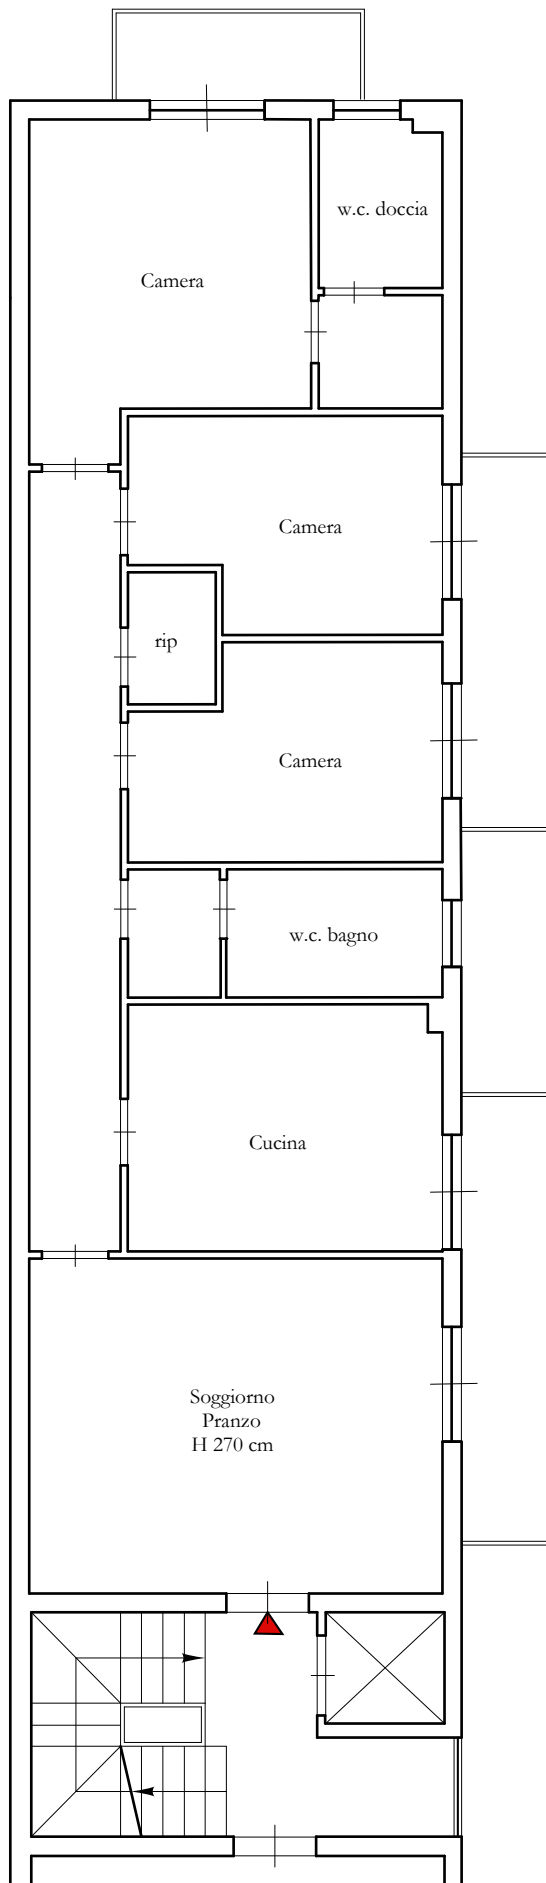 w.c. doccia
Camera
Camera
rip
Camera
w.c. bagno
Cucina
Soggiorno
Pranzo
H 270 cm